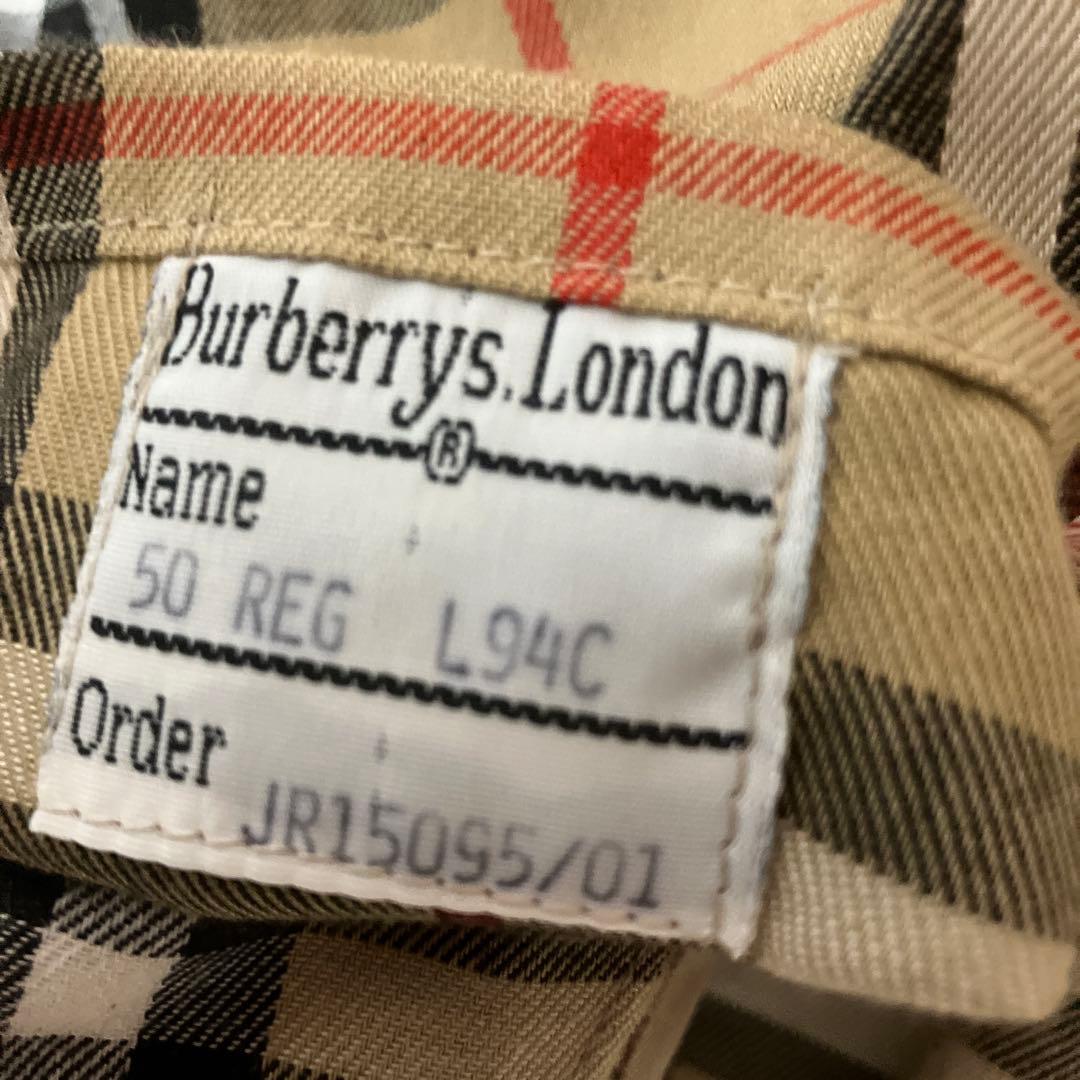 Burberrys.London
(R)
Name
50 REG L94C
Order
JR15095/01